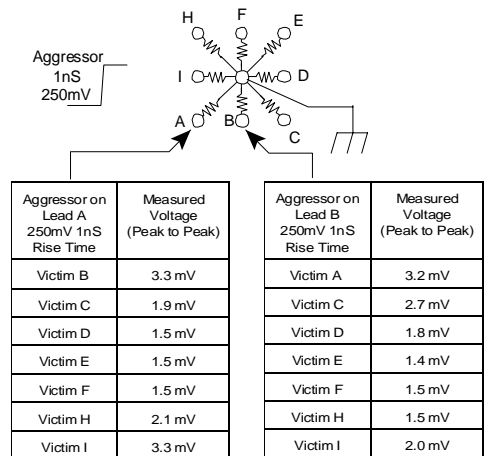 H
F
E
Aggressor
1nS
250mV
I
D
A
B
C
Aggressor on
Lead A
250mV 1nS
Rise Time
Measured
Voltage
(Peak to Peak)
Victim B 3.3 mV
Victim C 1.9 mV
Victim D 1.5 mV
Victim E 1.5 mV
Victim F 1.5 mV
Victim H 2.1 mV
Victim I 3.3 mV
Aggressor on
Lead B
250mV 1nS
Rise Time
Measured
Voltage
(Peak to Peak)
Victim A 3.2 mV
Victim C 2.7 mV
Victim D 1.8 mV
Victim E 1.4 mV
Victim F 1.5 mV
Victim H 1.5 mV
Victim I 2.0 mV